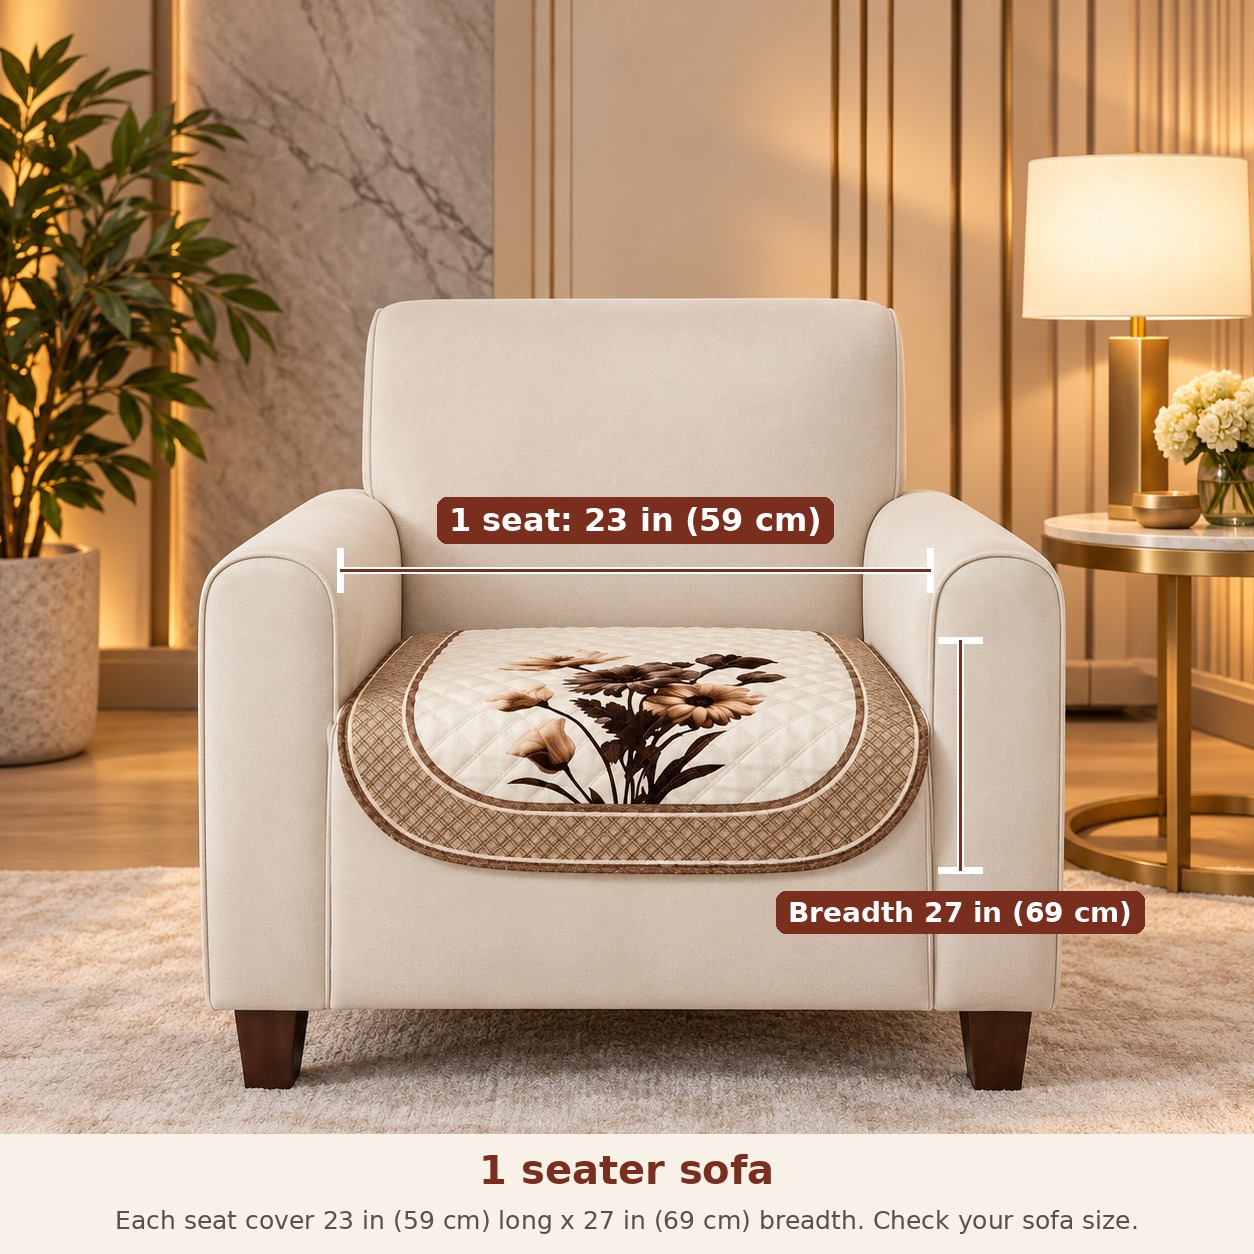 1 seat: 23 in (59 cm)
Breadth 27 in (69 cm)
1 seater sofa
Each seat cover 23 in (59 cm) long x 27 in (69 cm) breadth. Check your sofa size.